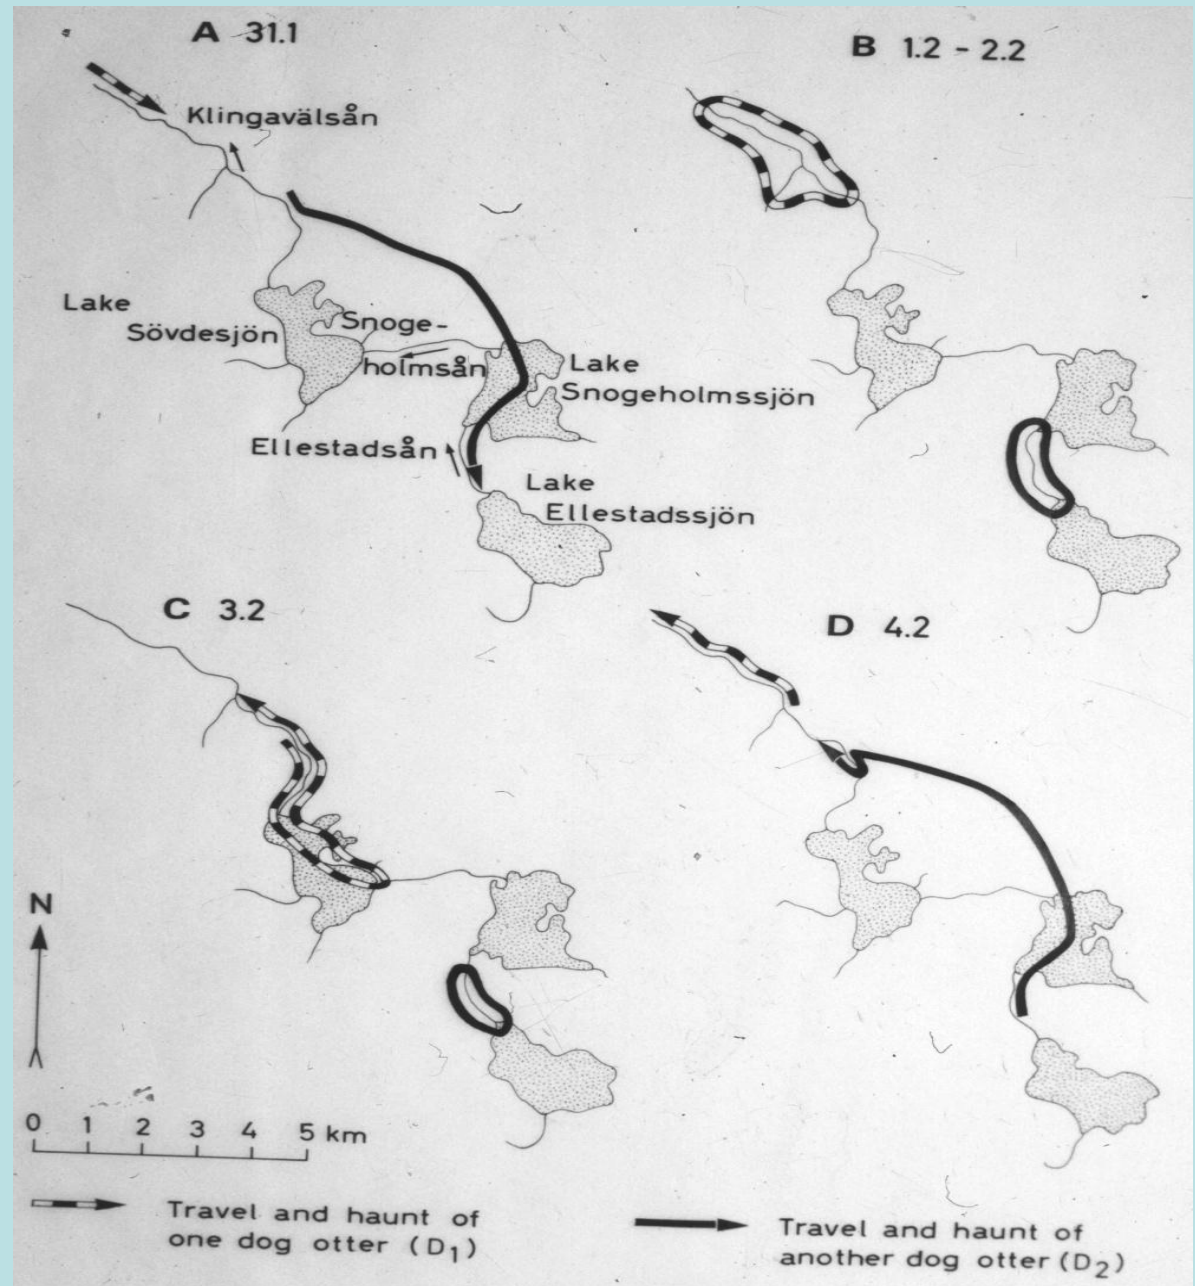 A 31.1
B 1.2 - 2.2
Klingavälsån
Lake
Sövdesjön
Snoge-
holmsån
Lake
Snogeholmssjön
Ellestadsån
Lake
Ellestadssjön
C 3.2
D 4.2
N
0 1 2 3 4 5 km
Travel and haunt of
one dog otter (D₁)
Travel and haunt of
another dog otter (D₂)